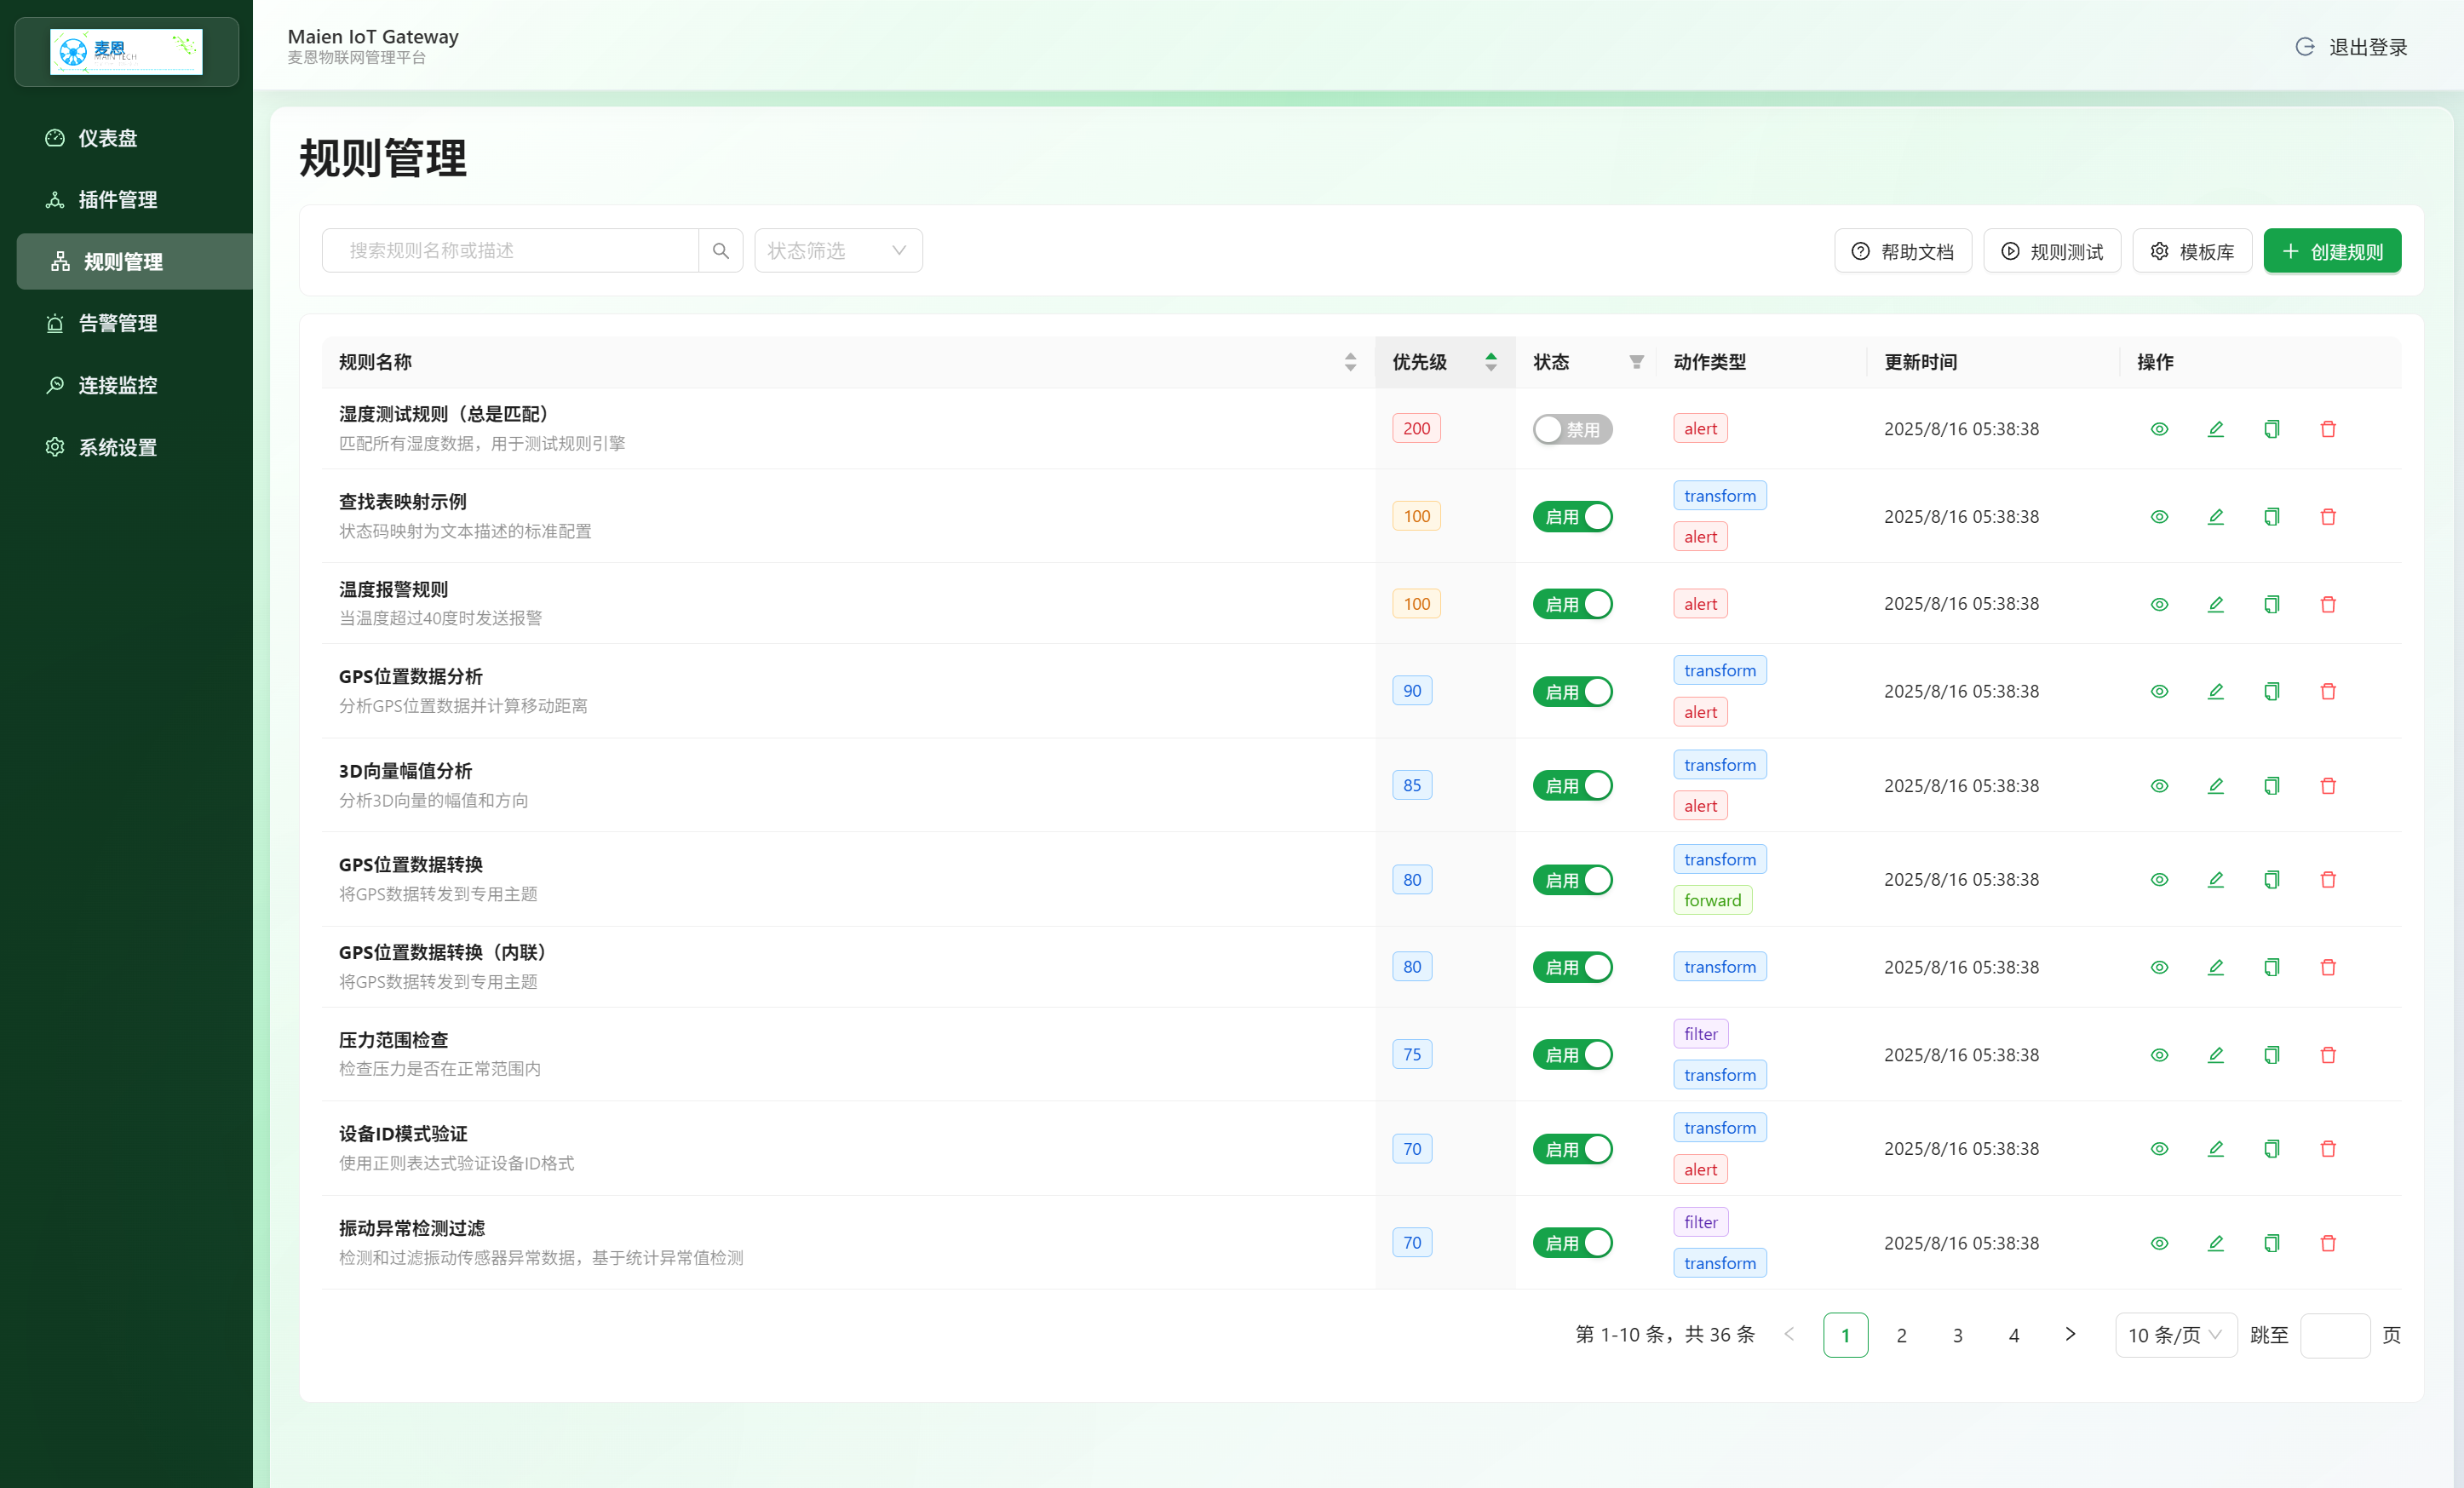 麦恩
MAIN TECH
Maien IoT Gateway
麦恩物联网管理平台
退出登录
仪表盘
插件管理
规则管理
告警管理
连接监控
系统设置
规则管理
搜索规则名称或描述
状态筛选
帮助文档
规则测试
模板库
创建规则
规则名称 优先级 状态 动作类型 更新时间 操作
湿度测试规则（总是匹配）
匹配所有湿度数据，用于测试规则引擎
200 禁用 alert 2025/8/16 05:38:38
查找表映射示例
状态码映射为文本描述的标准配置
100 启用 transform alert 2025/8/16 05:38:38
温度报警规则
当温度超过40度时发送报警
100 启用 alert 2025/8/16 05:38:38
GPS位置数据分析
分析GPS位置数据并计算移动距离
90 启用 transform alert 2025/8/16 05:38:38
3D向量幅值分析
分析3D向量的幅值和方向
85 启用 transform alert 2025/8/16 05:38:38
GPS位置数据转换
将GPS数据转发到专用主题
80 启用 transform forward 2025/8/16 05:38:38
GPS位置数据转换（内联）
将GPS数据转发到专用主题
80 启用 transform 2025/8/16 05:38:38
压力范围检查
检查压力是否在正常范围内
75 启用 filter transform 2025/8/16 05:38:38
设备ID模式验证
使用正则表达式验证设备ID格式
70 启用 transform alert 2025/8/16 05:38:38
振动异常检测过滤
检测和过滤振动传感器异常数据，基于统计异常值检测
70 启用 filter transform 2025/8/16 05:38:38
第 1-10 条，共 36 条 1 2 3 4 10 条/页 跳至 页